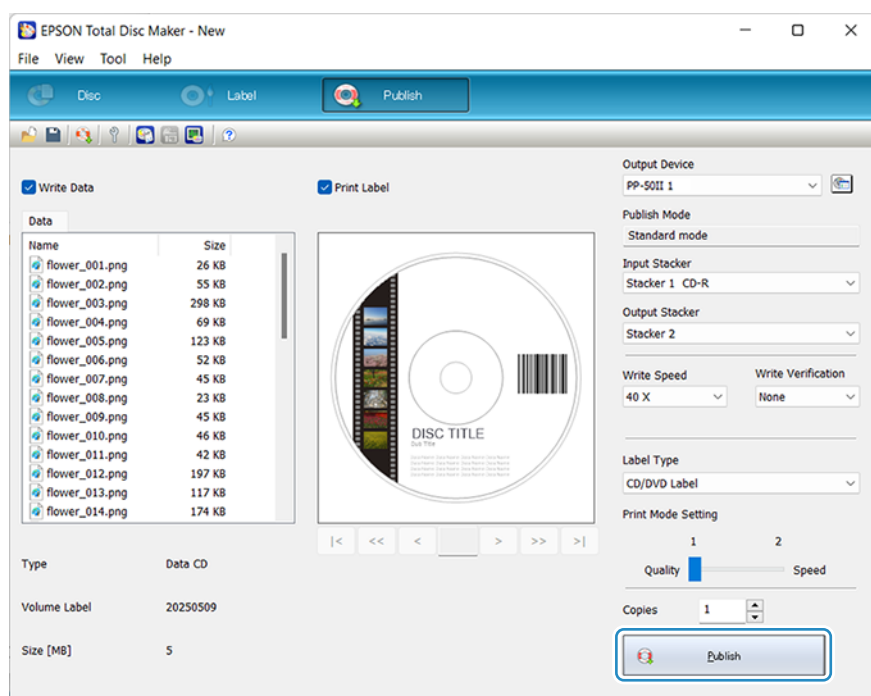 EPSON Total Disc Maker - New
File View Tool Help
Disc Label Publish
Write Data
Data
Name Size
flower_001.png 26 KB
flower_002.png 55 KB
flower_003.png 298 KB
flower_004.png 69 KB
flower_005.png 123 KB
flower_006.png 52 KB
flower_007.png 45 KB
flower_008.png 23 KB
flower_009.png 45 KB
flower_010.png 46 KB
flower_011.png 42 KB
flower_012.png 197 KB
flower_013.png 117 KB
flower_014.png 174 KB
Type Data CD
Volume Label 20250509
Size [MB] 5
Print Label
DISC TITLE
Sub Title
|< << < > >> >|
Output Device
PP-50II 1
Publish Mode
Standard mode
Input Stacker
Stacker 1 CD-R
Output Stacker
Stacker 2
Write Speed Write Verification
40 X None
Label Type
CD/DVD Label
Print Mode Setting
1 2
Quality Speed
Copies 1
Publish